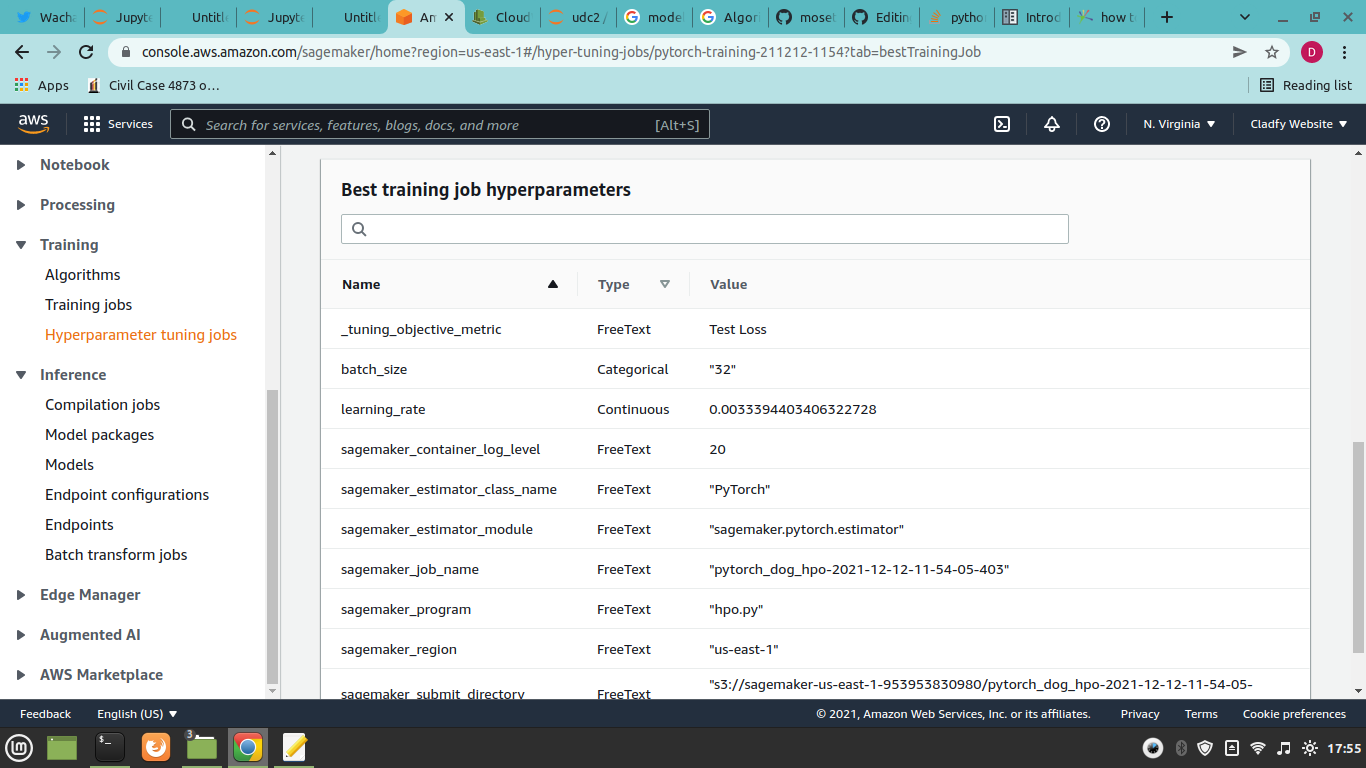 Wacha
Jupyte
Untitle
Jupyte
Untitle
Am
Cloud
udc2 /
model
Algori
moset
Editing
pytho
Introd
how t
console.aws.amazon.com/sagemaker/home?region=us-east-1#/hyper-tuning-jobs/pytorch-training-211212-1154?tab=bestTrainingJob
D
Apps
Civil Case 4873 o...
Reading list
aws
Services
Search for services, features, blogs, docs, and more
[Alt+S]
N. Virginia
Cladfy Website
Notebook
Processing
Training
Algorithms
Training jobs
Hyperparameter tuning jobs
Inference
Compilation jobs
Model packages
Models
Endpoint configurations
Endpoints
Batch transform jobs
Edge Manager
Augmented AI
AWS Marketplace
Best training job hyperparameters
Name Type Value
_tuning_objective_metric FreeText Test Loss
batch_size Categorical "32"
learning_rate Continuous 0.0033394403406322728
sagemaker_container_log_level FreeText 20
sagemaker_estimator_class_name FreeText "PyTorch"
sagemaker_estimator_module FreeText "sagemaker.pytorch.estimator"
sagemaker_job_name FreeText "pytorch_dog_hpo-2021-12-12-11-54-05-403"
sagemaker_program FreeText "hpo.py"
sagemaker_region FreeText "us-east-1"
sagemaker_submit_directory FreeText "s3://sagemaker-us-east-1-953953830980/pytorch_dog_hpo-2021-12-12-11-54-05-
Feedback English (US) © 2021, Amazon Web Services, Inc. or its affiliates. Privacy Terms Cookie preferences
3
17:55